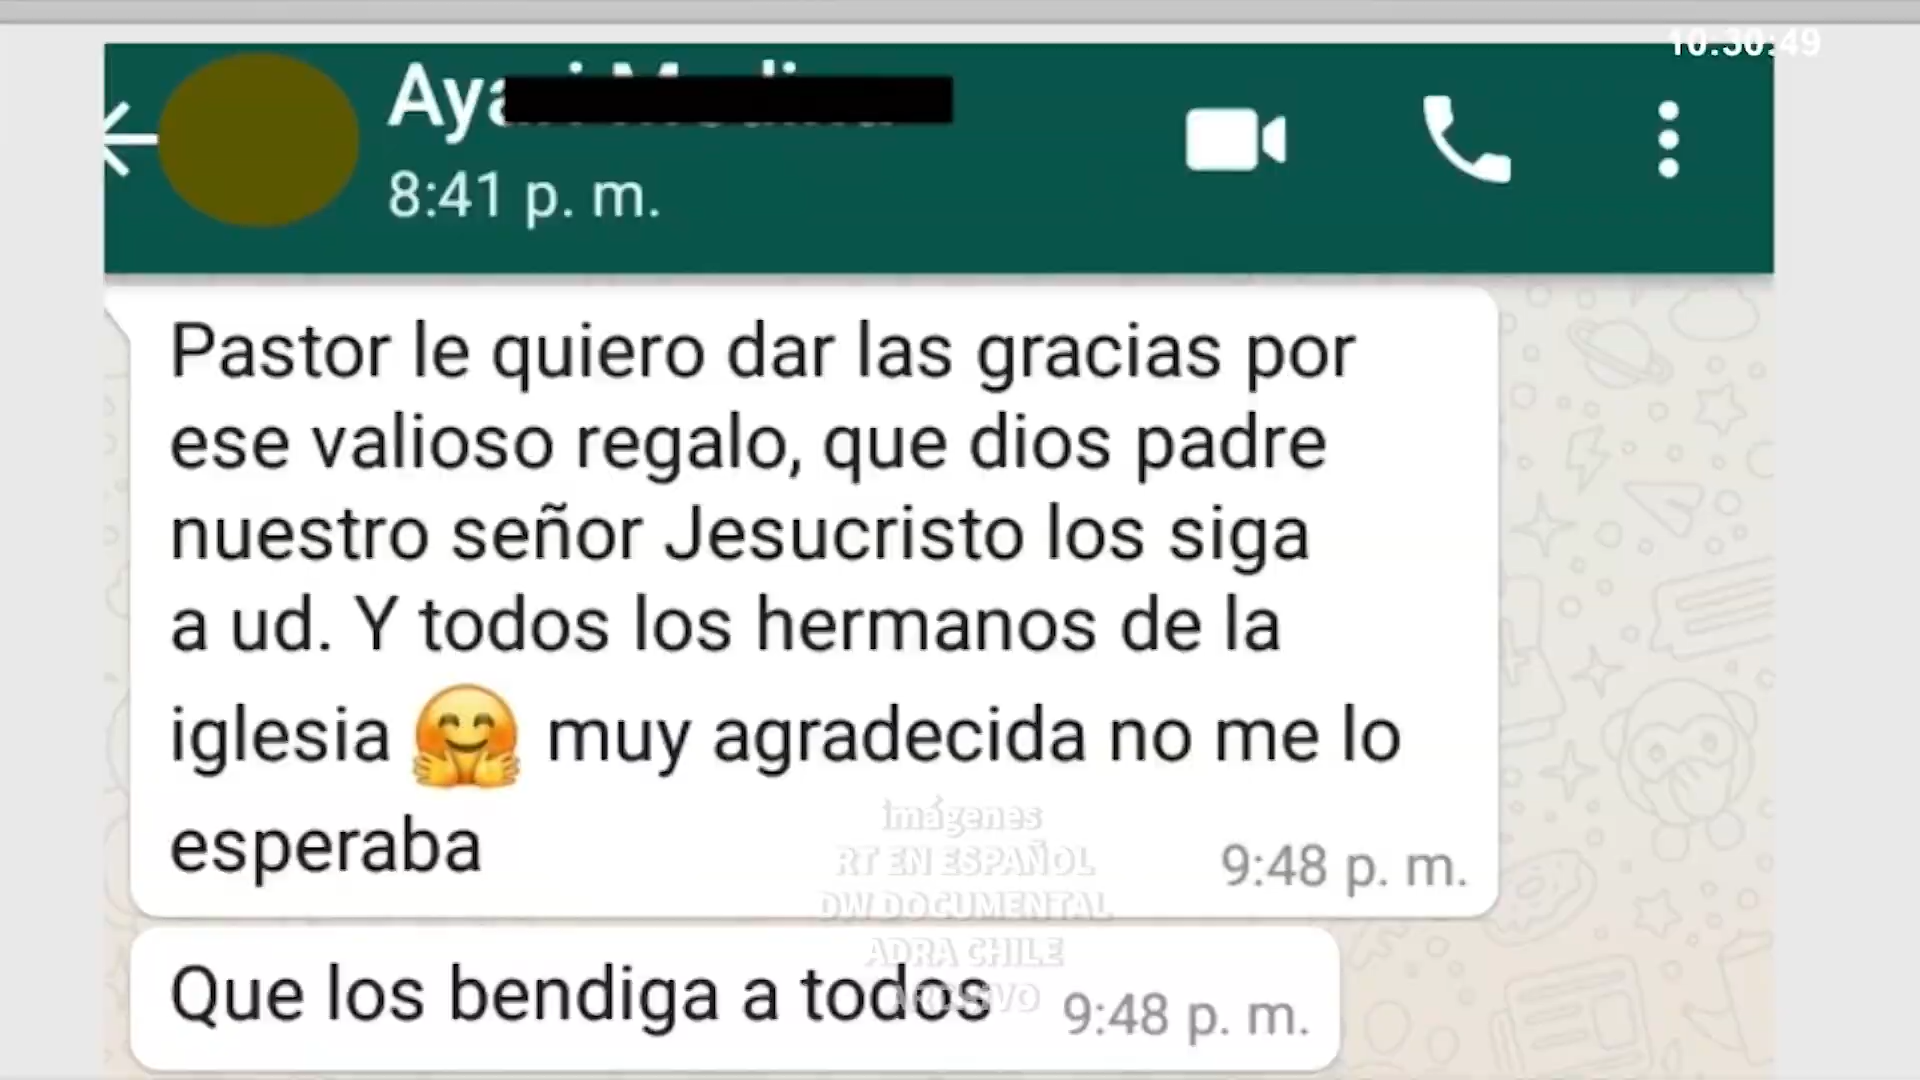 10:30:49
Aya
8:41 p. m.
Pastor le quiero dar las gracias por
ese valioso regalo, que dios padre
nuestro señor Jesucristo los siga
a ud. Y todos los hermanos de la
iglesia 🤗 muy agradecida no me lo
esperaba
9:48 p. m.
imágenes
RT EN ESPAÑOL
DW DOCUMENTAL
ADRA CHILE
ARCHIVO
Que los bendiga a todos
9:48 p. m.